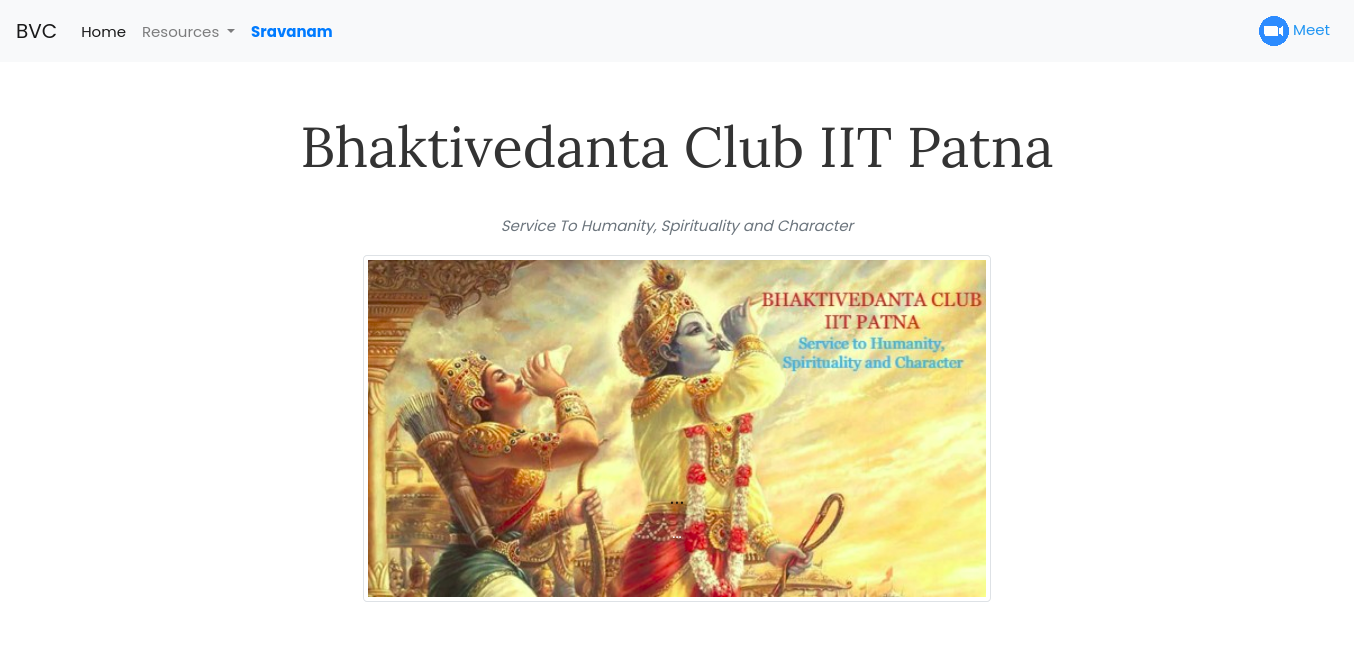 BVC Home Resources Sravanam Meet
Bhaktivedanta Club IIT Patna
Service To Humanity, Spirituality and Character
BHAKTIVEDANTA CLUB
IIT PATNA
Service to Humanity,
Spirituality and Character
...
...